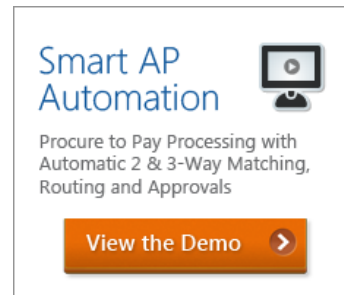 Smart AP
Automation
Procure to Pay Processing with
Automatic 2 & 3-Way Matching,
Routing and Approvals
View the Demo